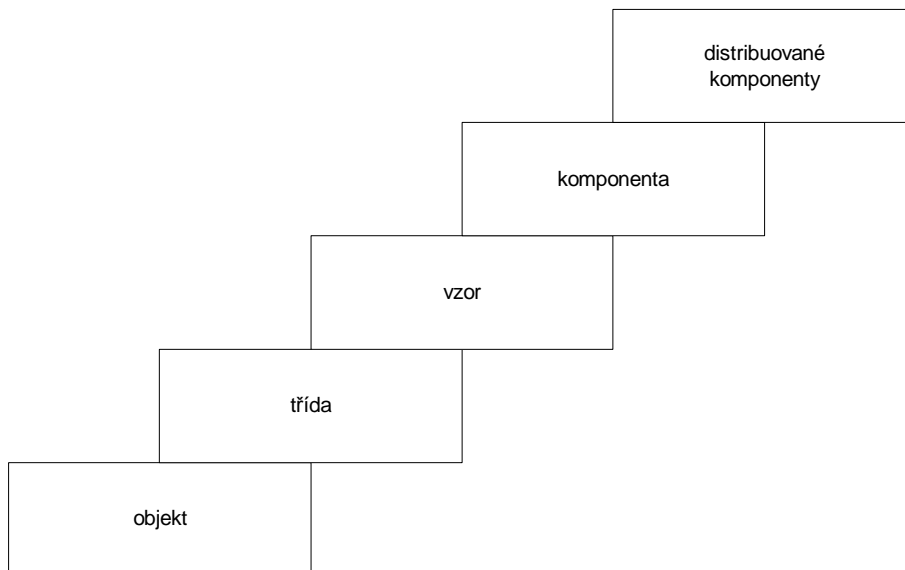 distribuované
komponenty
komponenta
vzor
třída
objekt